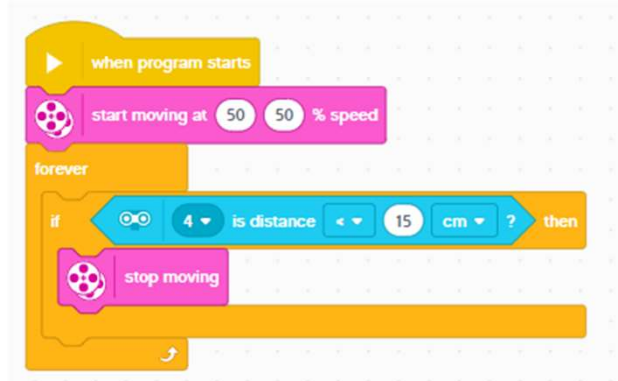 when program starts
start moving at 50 50 % speed
forever
if 4 is distance < 15 cm ? then
stop moving